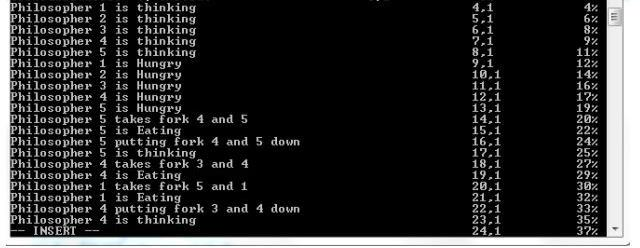 Philosopher 1 is thinking 4,1 4%
Philosopher 2 is thinking 5,1 6%
Philosopher 3 is thinking 6,1 8%
Philosopher 4 is thinking 7,1 9%
Philosopher 5 is thinking 8,1 11%
Philosopher 1 is Hungry 9,1 12%
Philosopher 2 is Hungry 10,1 14%
Philosopher 3 is Hungry 11,1 16%
Philosopher 4 is Hungry 12,1 17%
Philosopher 5 is Hungry 13,1 19%
Philosopher 5 takes fork 4 and 5 14,1 20%
Philosopher 5 is Eating 15,1 22%
Philosopher 5 putting fork 4 and 5 down 16,1 24%
Philosopher 5 is thinking 17,1 25%
Philosopher 4 takes fork 3 and 4 18,1 27%
Philosopher 4 is Eating 19,1 29%
Philosopher 1 takes fork 5 and 1 20,1 30%
Philosopher 1 is Eating 21,1 32%
Philosopher 4 putting fork 3 and 4 down 22,1 33%
Philosopher 4 is thinking 23,1 35%
-- INSERT -- 24,1 37%